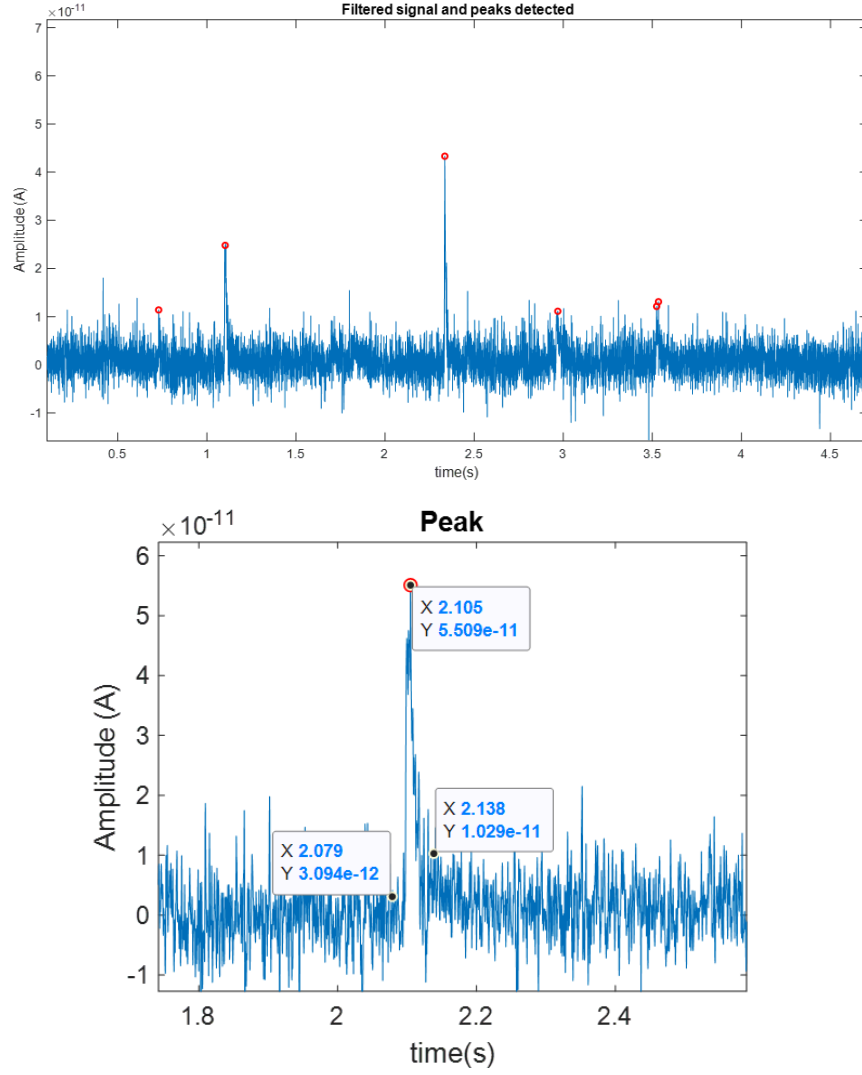 Filtered signal and peaks detected
×10⁻¹¹
7
6
5
4
3
2
1
0
-1
Amplitude (A)
0.5 1 1.5 2 2.5 3 3.5 4 4.5
time(s)
Peak
×10⁻¹¹
6
5
4
3
2
1
0
-1
Amplitude (A)
X 2.105
Y 5.509e-11
X 2.138
Y 1.029e-11
X 2.079
Y 3.094e-12
1.8 2 2.2 2.4
time(s)